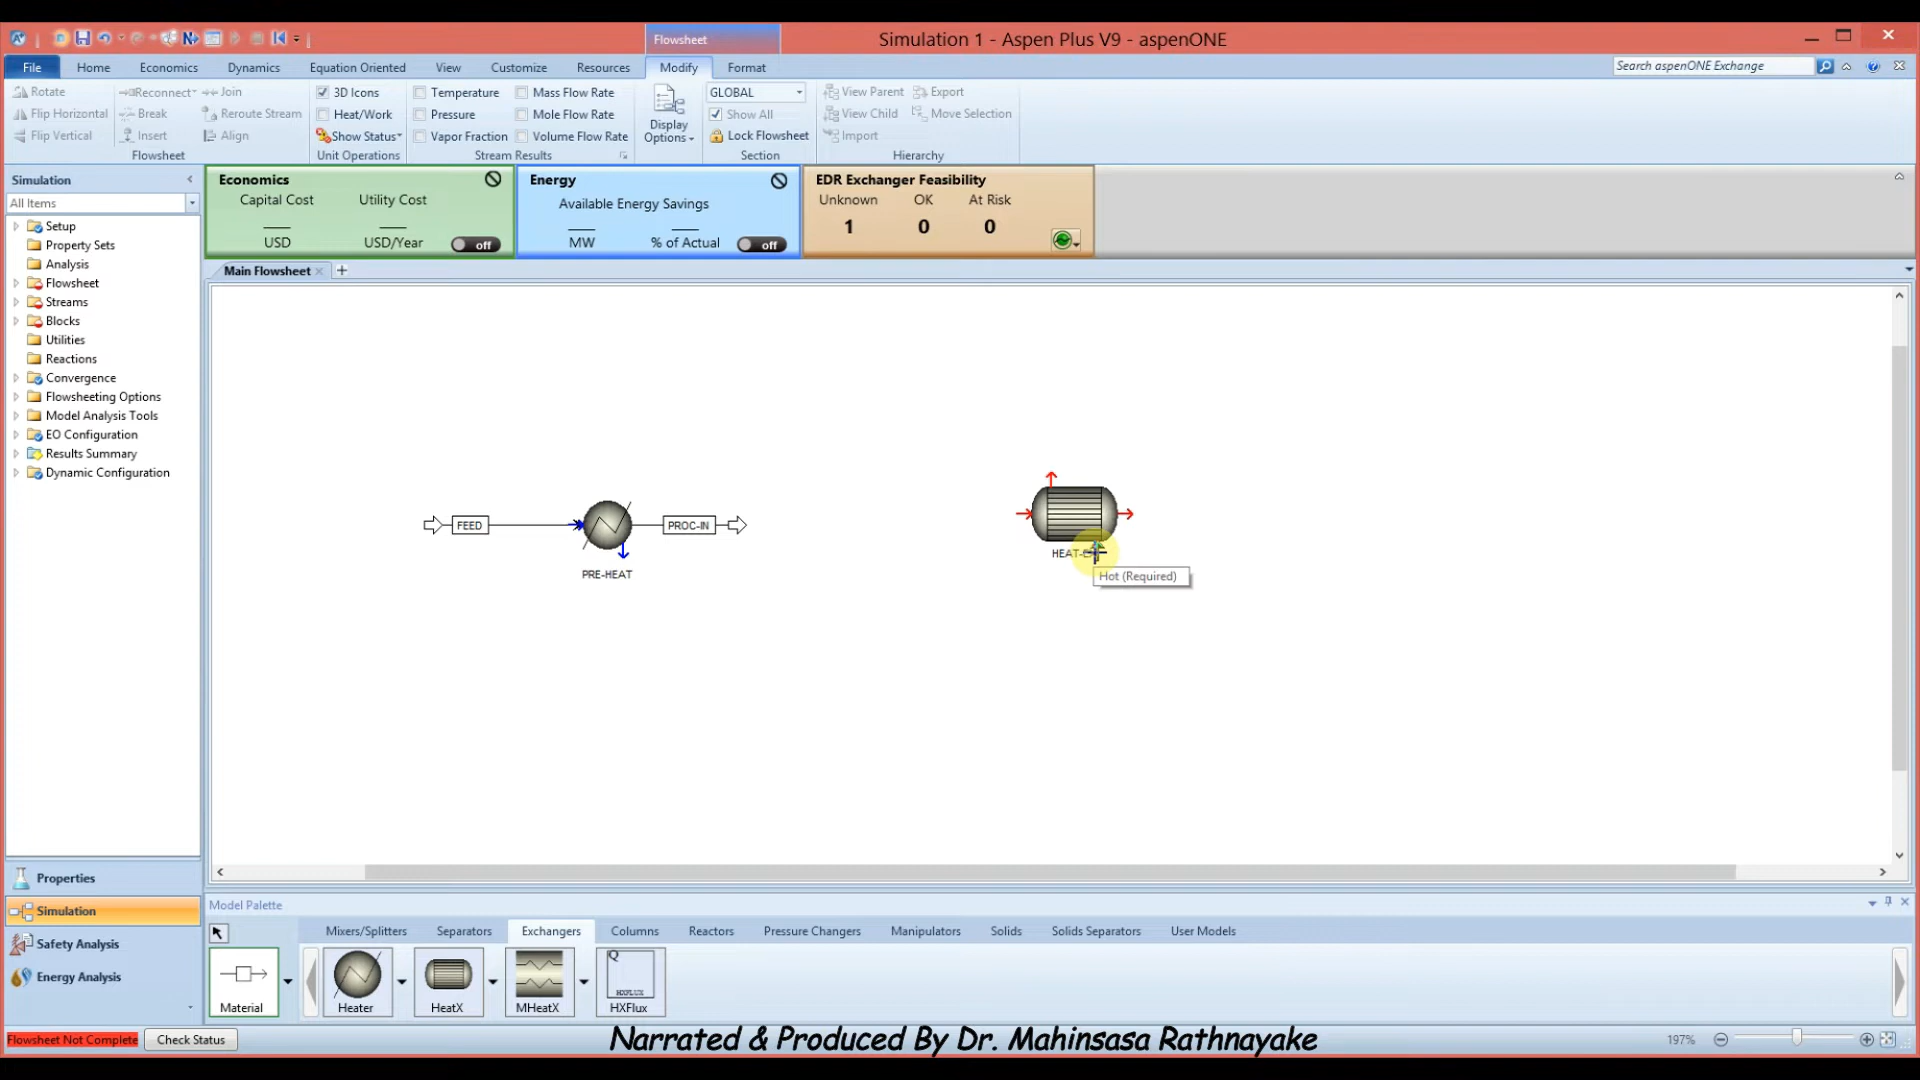 Flowsheet
Simulation 1 - Aspen Plus V9 - aspenONE
File Home Economics Dynamics Equation Oriented View Customize Resources Modify Format
Search aspenONE Exchange
Rotate Reconnect Join
Flip Horizontal Break Reroute Stream
Flip Vertical Insert Align
Flowsheet
3D Icons
Heat/Work
Show Status
Unit Operations
Temperature Mass Flow Rate
Pressure Mole Flow Rate
Vapor Fraction Volume Flow Rate
Stream Results
Display
Options
GLOBAL
Show All
Lock Flowsheet
Section
View Parent Export
View Child Move Selection
Import
Hierarchy
Simulation
All Items
Setup
Property Sets
Analysis
Flowsheet
Streams
Blocks
Utilities
Reactions
Convergence
Flowsheeting Options
Model Analysis Tools
EO Configuration
Results Summary
Dynamic Configuration
Properties
Simulation
Safety Analysis
Energy Analysis
Economics
Capital Cost Utility Cost
USD USD/Year off
Energy
Available Energy Savings
MW % of Actual off
EDR Exchanger Feasibility
Unknown OK At Risk
1 0 0
Main Flowsheet
FEED
PROC-IN
PRE-HEAT
Hot (Required)
Model Palette
Mixers/Splitters Separators Exchangers Columns Reactors Pressure Changers Manipulators Solids Solids Separators User Models
Q
HXFLUX
Material Heater HeatX MHeatX HXFlux
Flowsheet Not Complete Check Status
Narrated & Produced By Dr. Mahinsasa Rathnayake
197%